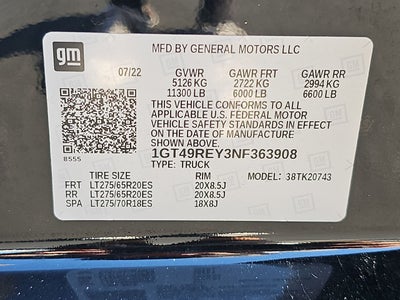 gm
MFD BY GENERAL MOTORS LLC
07/22 GVWR GAWR FRT GAWR RR
5126 KG 2722 KG 2994 KG
11300 LB 6000 LB 6600 LB
THIS VEHICLE CONFORMS TO ALL
APPLICABLE U.S. FEDERAL MOTOR
VEHICLE SAFETY STANDARDS IN EFFECT
ON THE DATE OF MANUFACTURE SHOWN ABOVE.
8555 1GT49REY3NF363908
TYPE: TRUCK
TIRE SIZE RIM MODEL: 38TK20743
FRT LT275/65R20ES 20X8.5J
RR LT275/65R20ES 20X8.5J
SPA LT275/70R18ES 18X8J